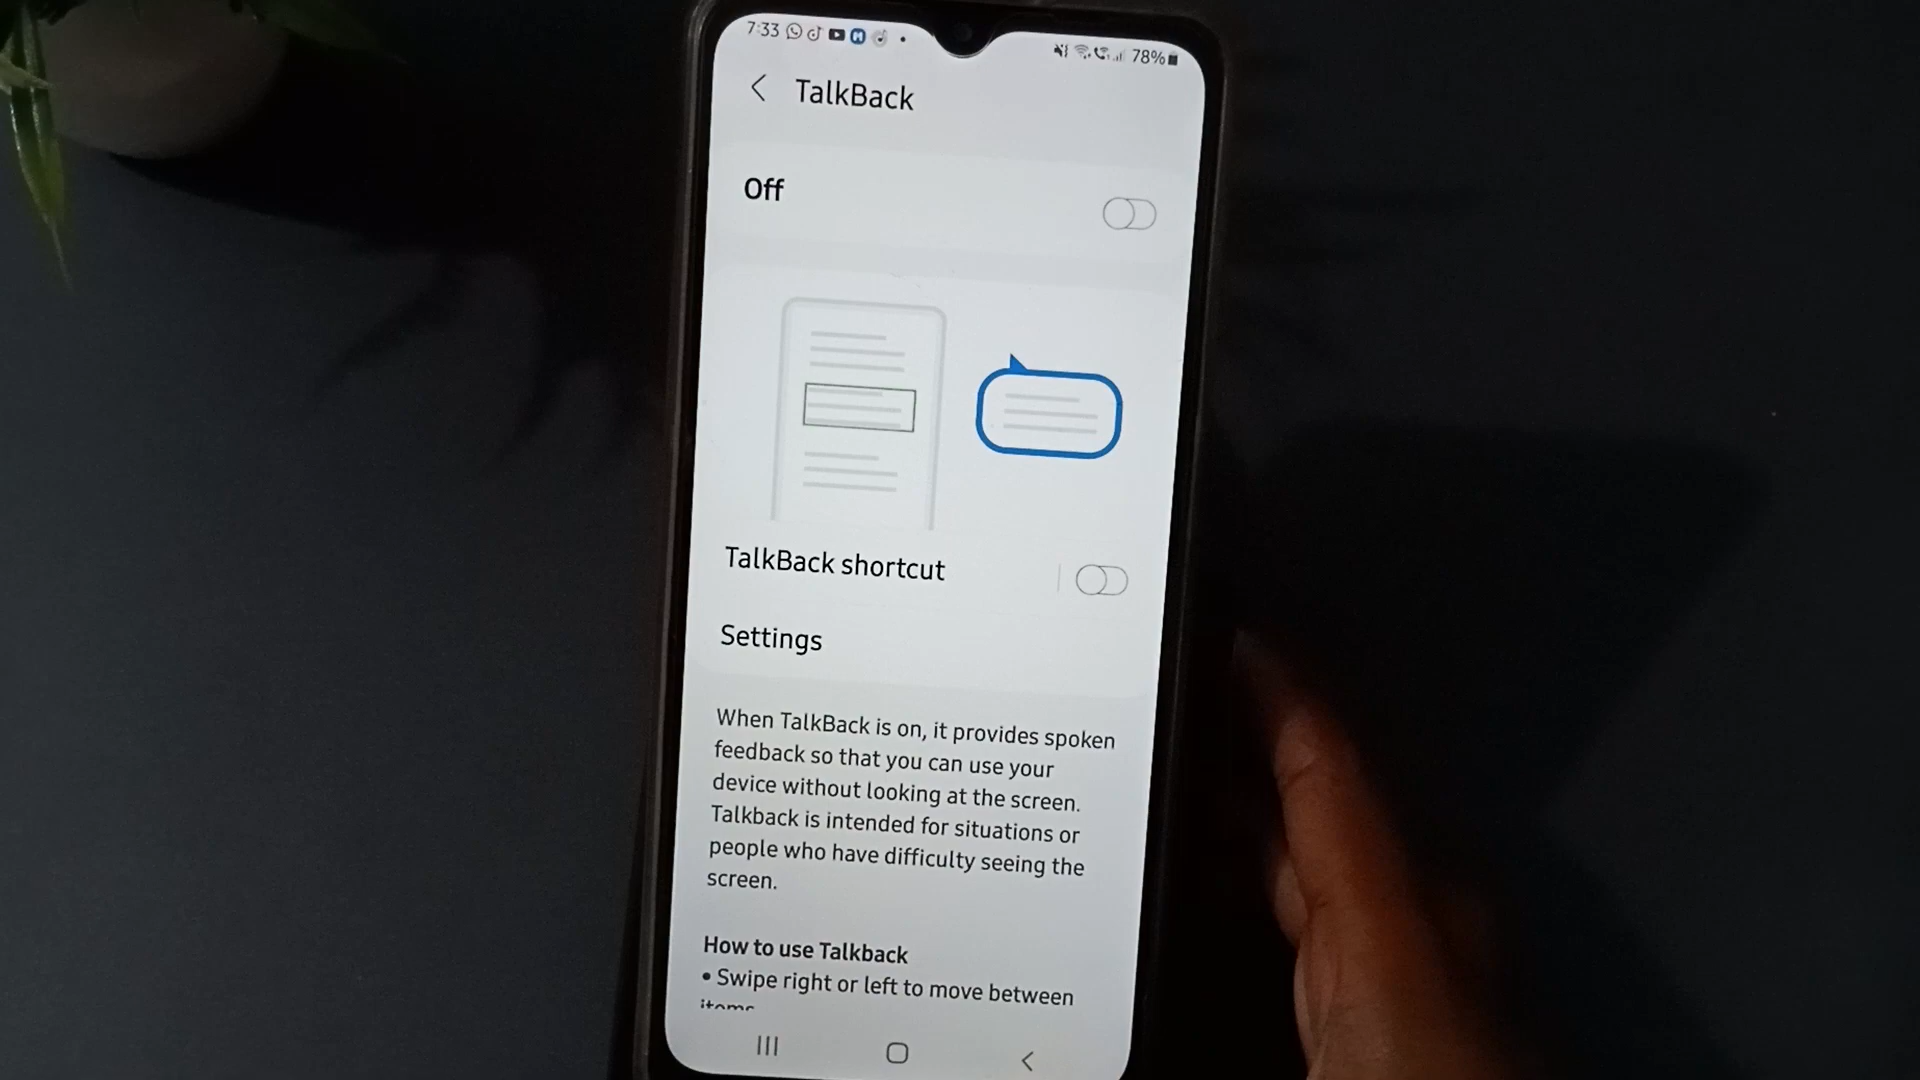 7:33
78%
TalkBack
Off
TalkBack shortcut
Settings
When TalkBack is on, it provides spoken
feedback so that you can use your
device without looking at the screen.
Talkback is intended for situations or
people who have difficulty seeing the
screen.
How to use Talkback
• Swipe right or left to move between
items